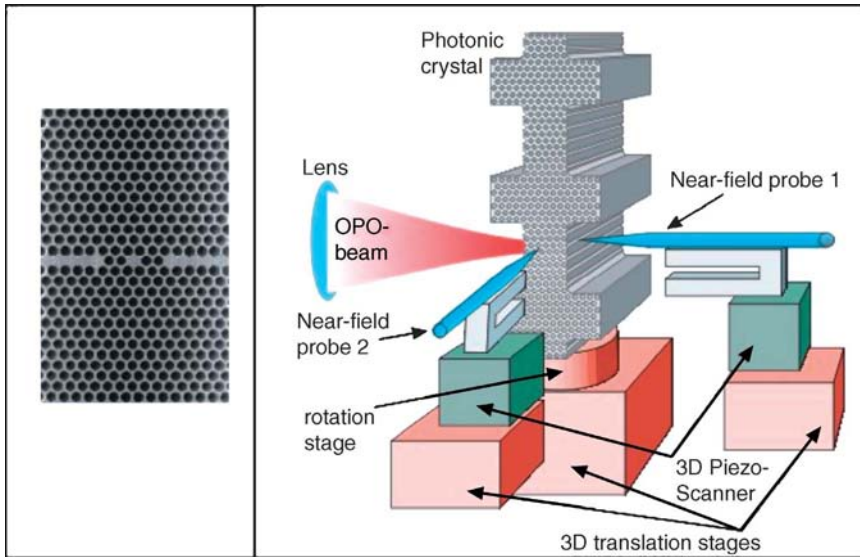 Photonic
crystal
Lens
OPO-
beam
Near-field probe 1
Near-field
probe 2
rotation
stage
3D Piezo-
Scanner
3D translation stages